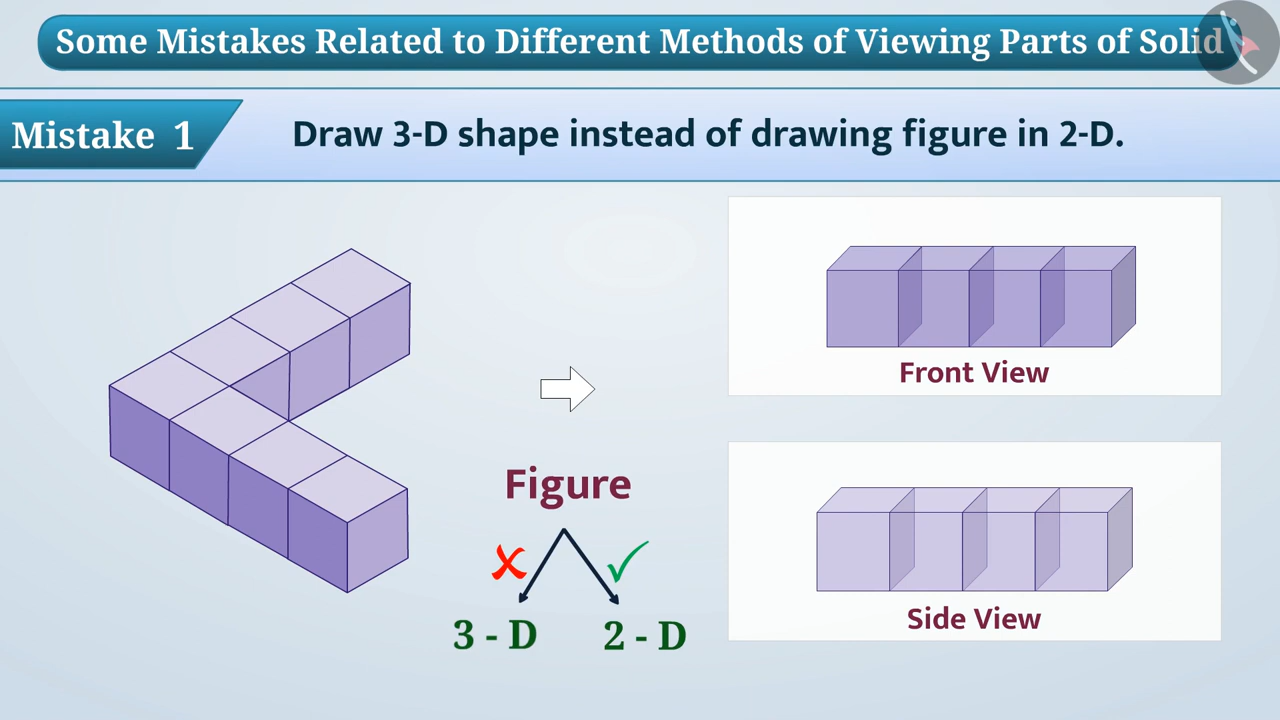 Some Mistakes Related to Different Methods of Viewing Parts of Solid
Mistake 1
Draw 3-D shape instead of drawing figure in 2-D.
Front View
Figure
3 - D
2 - D
Side View